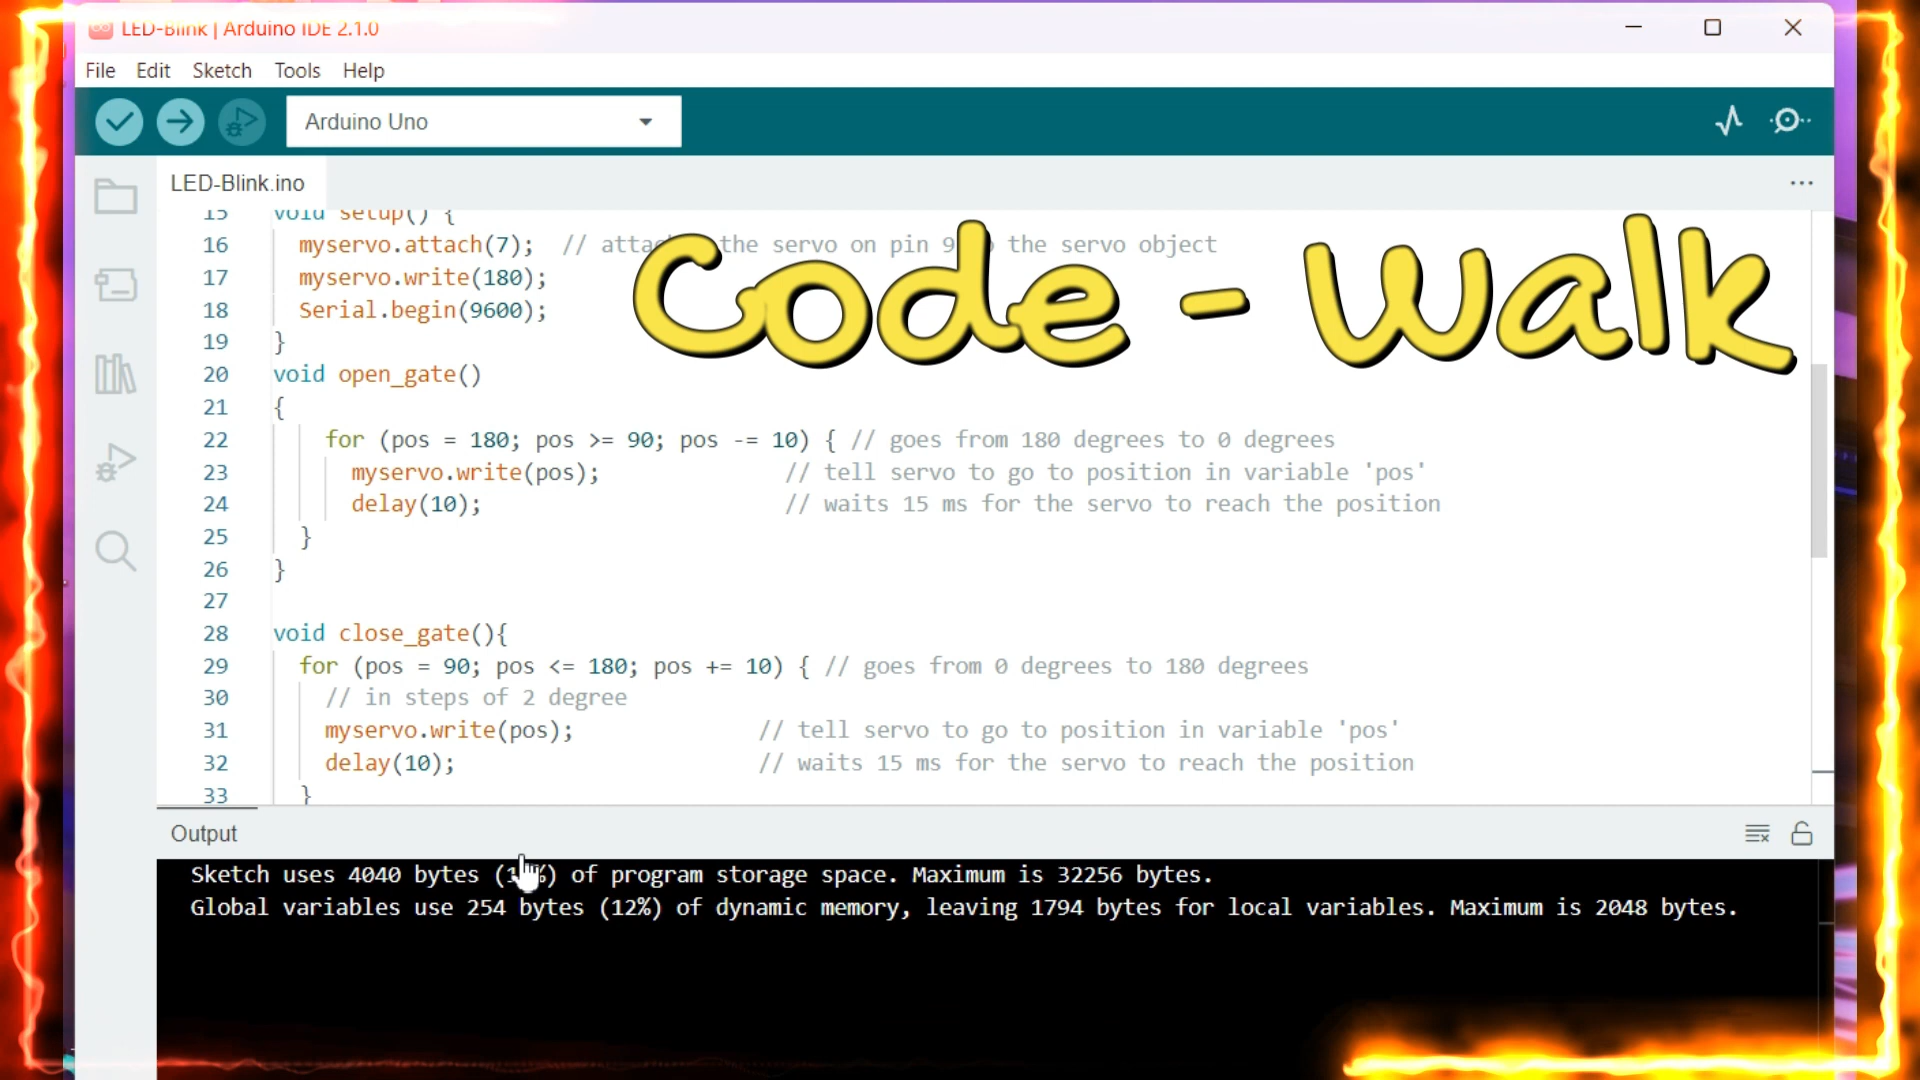 LED-Blink | Arduino IDE 2.1.0
File Edit Sketch Tools Help
Arduino Uno
LED-Blink.ino
15 void setup() {
16 myservo.attach(7); // the servo on pin 9 the servo object
17 myservo.write(180);
18 Serial.begin(9600);
Code - Walk
19 }
20 void open_gate()
21 {
22 for (pos = 180; pos >= 90; pos -= 10) { // goes from 180 degrees to 0 degrees
23 myservo.write(pos); // tell servo to go to position in variable 'pos'
24 delay(10); // waits 15 ms for the servo to reach the position
25 }
26 }
27
28 void close_gate(){
29 for (pos = 90; pos <= 180; pos += 10) { // goes from 0 degrees to 180 degrees
30 // in steps of 2 degree
31 myservo.write(pos); // tell servo to go to position in variable 'pos'
32 delay(10); // waits 15 ms for the servo to reach the position
33 }
Output
Sketch uses 4040 bytes of program storage space. Maximum is 32256 bytes.
Global variables use 254 bytes (12%) of dynamic memory, leaving 1794 bytes for local variables. Maximum is 2048 bytes.